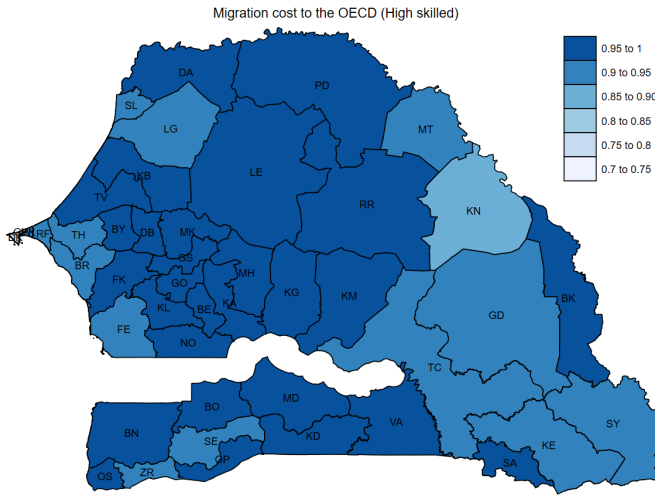 Migration cost to the OECD (High skilled)
0.95 to 1
0.9 to 0.95
0.85 to 0.90
0.8 to 0.85
0.75 to 0.8
0.7 to 0.75
DA
PD
SL
LG
MT
KB
LE
TV
RR
KN
RF
TH
BY
DB
MK
BR
GS
FK
GO
MH
KG
KM
BK
KL
BE
GD
FE
NO
TC
BO
MD
BN
SE
KD
VA
SY
GP
KE
OS
ZR
SA